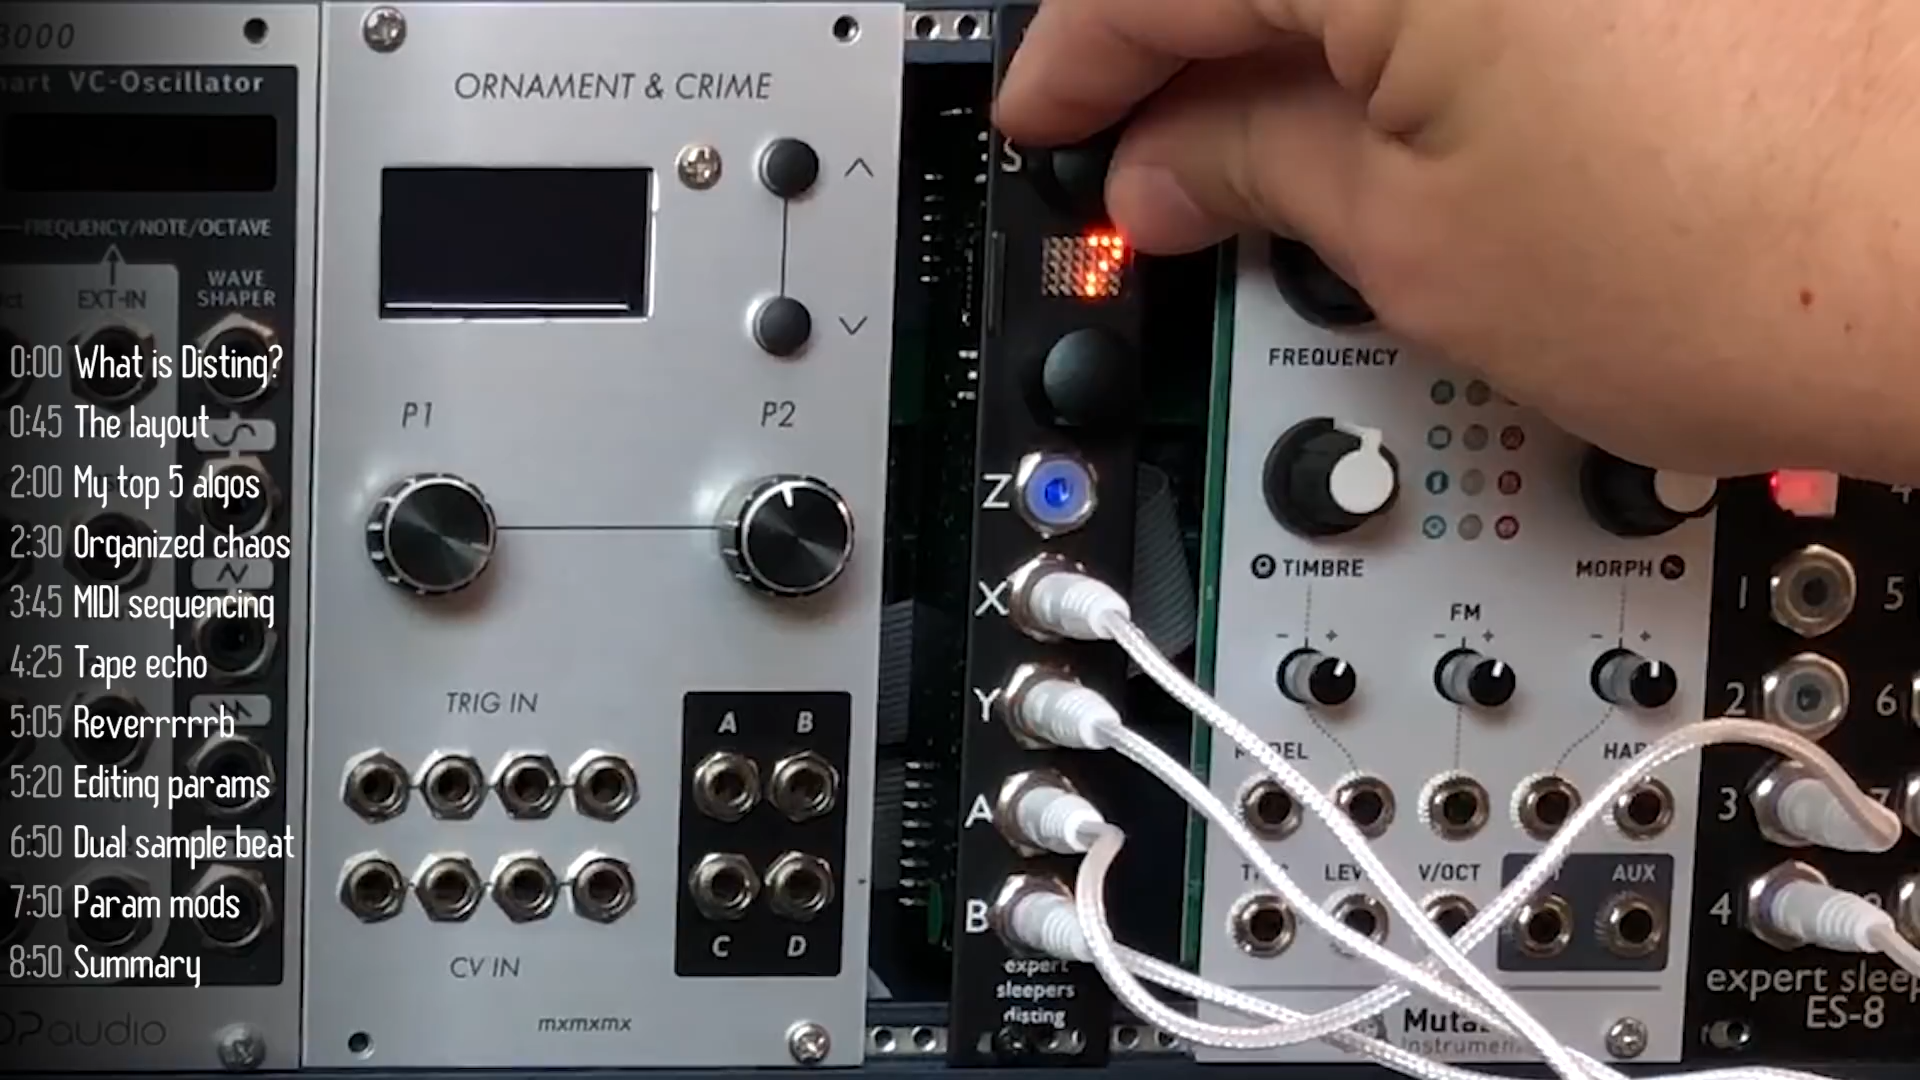 3000
VC-Oscillator
FREQUENCY/NOTE/OCTAVE
EXT-IN
WAVE
SHAPER
0:00 What is Disting?
0:45 The layout
2:00 My top 5 algos
2:30 Organized chaos
3:45 MIDI sequencing
4:25 Tape echo
5:05 Reverrrrrb
5:20 Editing params
6:50 Dual sample beat
7:50 Param mods
8:50 Summary
audio
ORNAMENT & CRIME
P1
P2
TRIG IN
A
B
C
D
CV IN
mxmxmx
S
7
Z
X
Y
A
B
expert
sleepers
disting
FREQUENCY
TIMBRE
MORPH
FM
- +
- +
- +
LEVEL
V/OCT
AUX
1
5
2
6
3
7
4
expert
ES-8